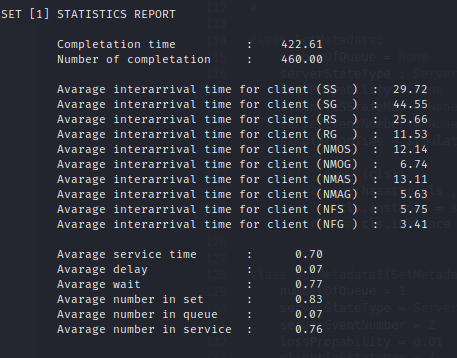 SET [1] STATISTICS REPORT
Completation time : 422.61
Number of completation : 460.00
Avarage interarrival time for client (SS ) : 29.72
Avarage interarrival time for client (SG ) : 44.55
Avarage interarrival time for client (RS ) : 25.66
Avarage interarrival time for client (RG ) : 11.53
Avarage interarrival time for client (NMOS) : 12.14
Avarage interarrival time for client (NMOG) : 6.74
Avarage interarrival time for client (NMAS) : 13.11
Avarage interarrival time for client (NMAG) : 5.63
Avarage interarrival time for client (NFS ) : 5.75
Avarage interarrival time for client (NFG ) : 3.41
Avarage service time : 0.70
Avarage delay : 0.07
Avarage wait : 0.77
Avarage number in set : 0.83
Avarage number in queue : 0.07
Avarage number in service : 0.76